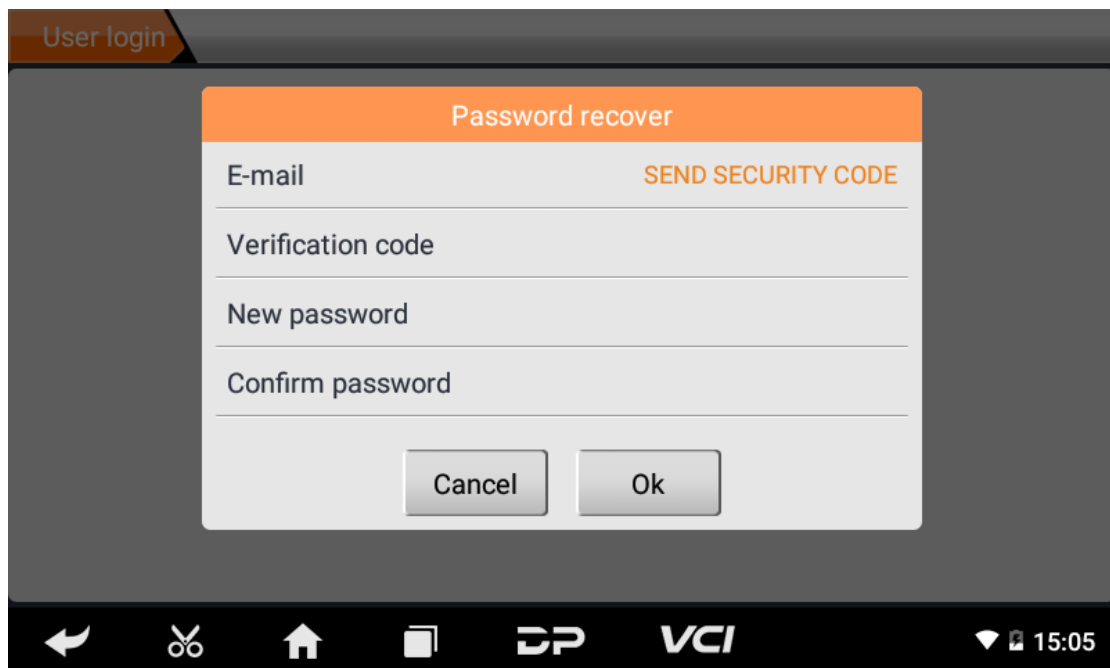 User login
Password recover
E-mail SEND SECURITY CODE
Verification code
New password
Confirm password
Cancel Ok
DP VCI 15:05